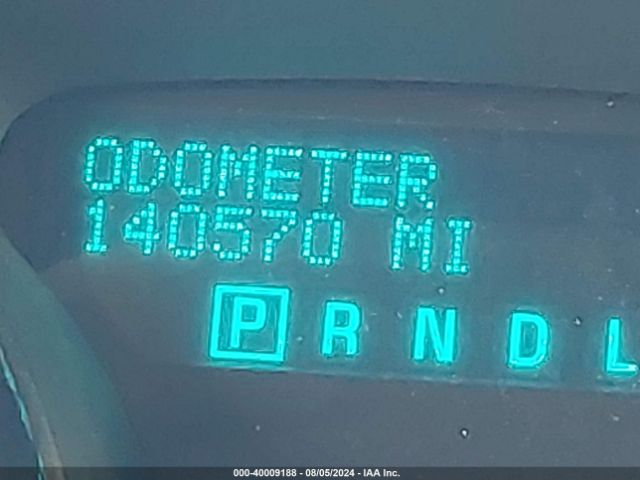 ODOMETER
140570 MI
P R N D L
000-40009188 - 08/05/2024 - IAA Inc.